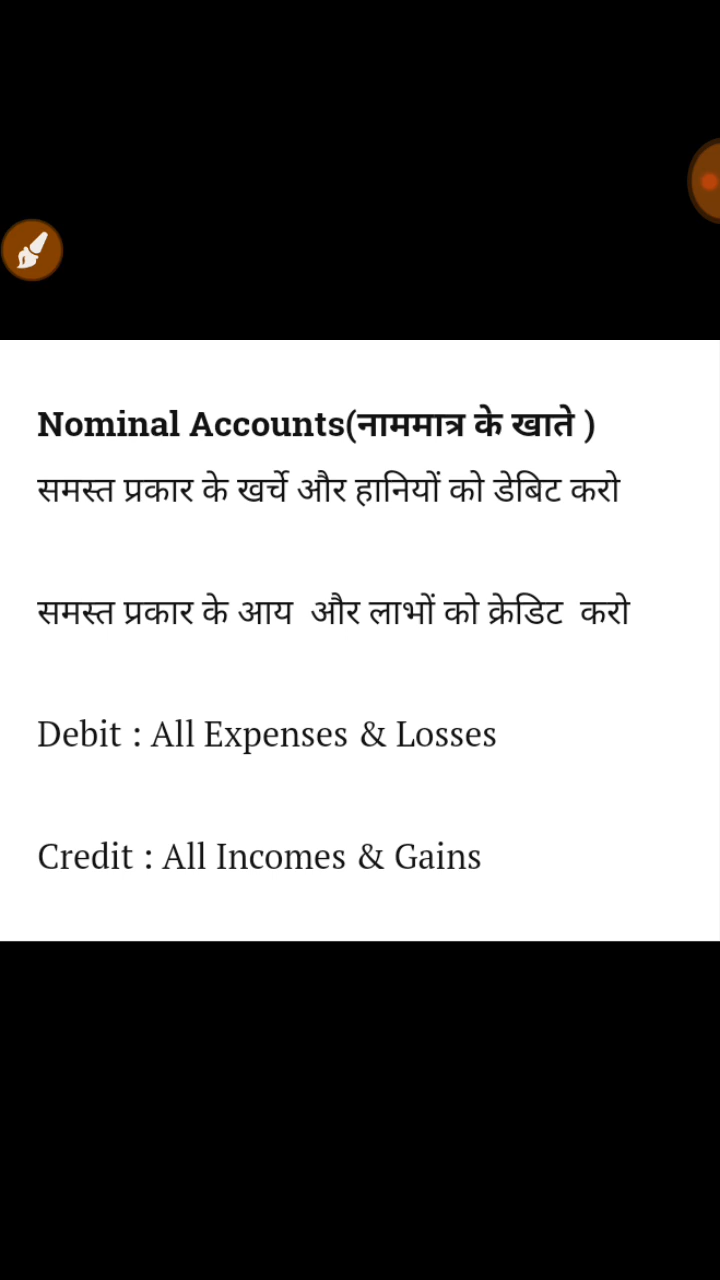 Nominal Accounts(नाममात्र के खाते )
समस्त प्रकार के खर्चे और हानियों को डेबिट करो
समस्त प्रकार के आय  और लाभों को क्रेडिट  करो
Debit : All Expenses & Losses
Credit : All Incomes & Gains